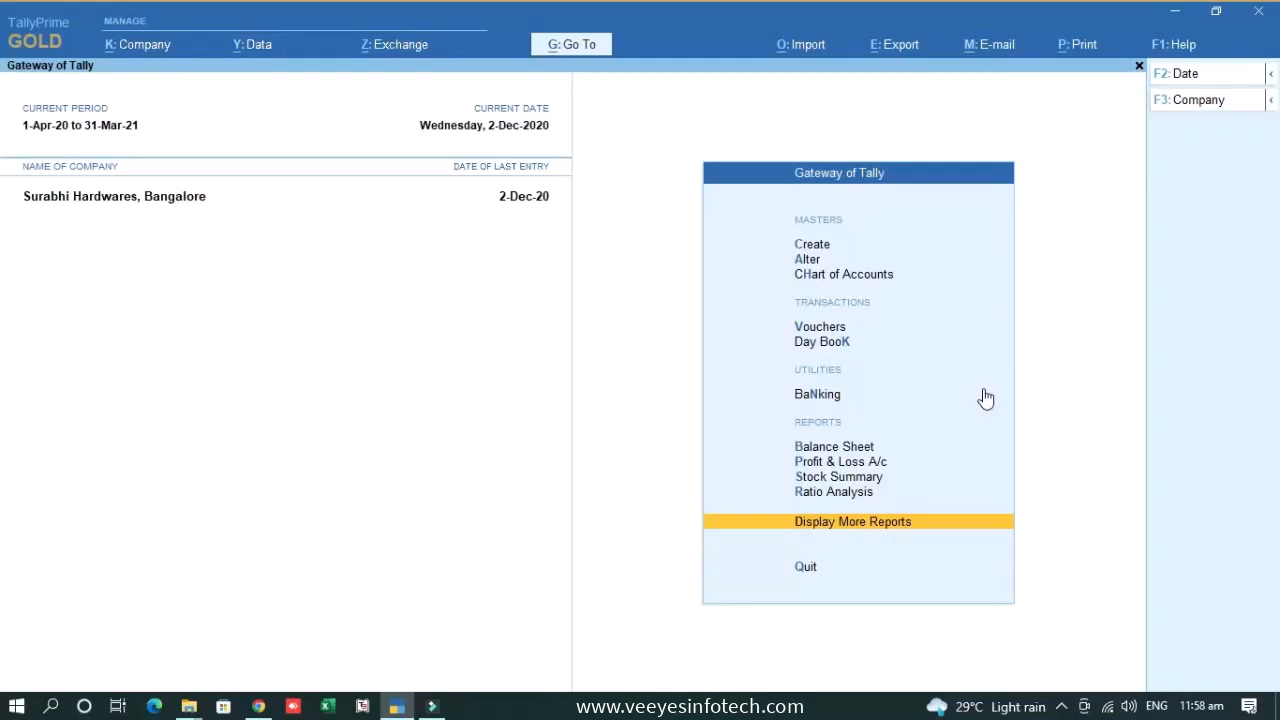 TallyPrime
GOLD
MANAGE
K: Company
Y: Data
Z: Exchange
G: Go To
O: Import
E: Export
M: E-mail
P: Print
F1: Help
Gateway of Tally
F2: Date
F3: Company
CURRENT PERIOD
CURRENT DATE
1-Apr-20 to 31-Mar-21
Wednesday, 2-Dec-2020
NAME OF COMPANY
DATE OF LAST ENTRY
Surabhi Hardwares, Bangalore
2-Dec-20
Gateway of Tally
MASTERS
Create
Alter
CHart of Accounts
TRANSACTIONS
Vouchers
Day BooK
UTILITIES
BaNking
REPORTS
Balance Sheet
Profit & Loss A/c
Stock Summary
Ratio Analysis
Display More Reports
Quit
www.veeyesinfotech.com
29°C Light rain
ENG
11:58 am